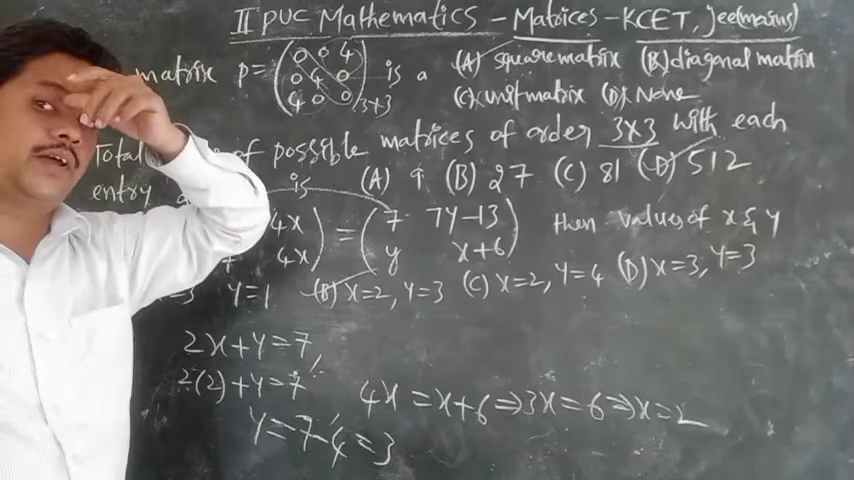 II PUC Mathematics - Matrices - KCET, Jee(mains)
matrix P = (0 0 4 is a (A) square matrix (B) diagonal matrix
0 4 0
4 0 0) 3×3 (C) unit matrix (D) None
Total of possible matrices of order 3X3 with each
entry is (A) 9 (B) 27 (C) 81 (D) 512
4x) = (7 7y-13) then values of x & y
4x) y x+6)
y=1 (B) x=2, y=3 (C) x=2, y=4 (D) x=3, y=3
2x+y=7
2(2)+y=7 4x = x+6 ⇒ 3x=6 ⇒ x=2
y=7-4=3